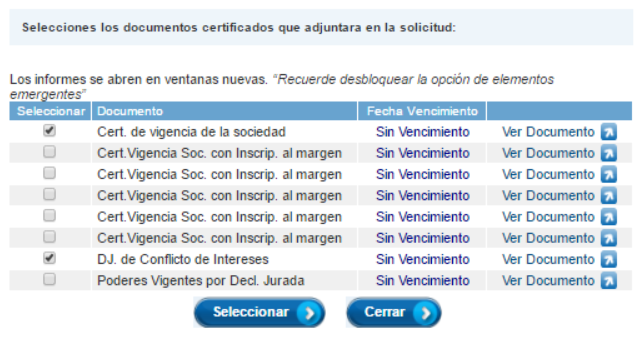 Selecciones los documentos certificados que adjuntara en la solicitud:
Los informes se abren en ventanas nuevas. “Recuerde desbloquear la opción de elementos
emergentes”
Seleccionar Documento Fecha Vencimiento
Cert. de vigencia de la sociedad Sin Vencimiento Ver Documento
Cert.Vigencia Soc. con Inscrip. al margen Sin Vencimiento Ver Documento
Cert.Vigencia Soc. con Inscrip. al margen Sin Vencimiento Ver Documento
Cert.Vigencia Soc. con Inscrip. al margen Sin Vencimiento Ver Documento
Cert.Vigencia Soc. con Inscrip. al margen Sin Vencimiento Ver Documento
Cert.Vigencia Soc. con Inscrip. al margen Sin Vencimiento Ver Documento
DJ. de Conflicto de Intereses Sin Vencimiento Ver Documento
Poderes Vigentes por Decl. Jurada Sin Vencimiento Ver Documento
Seleccionar Cerrar